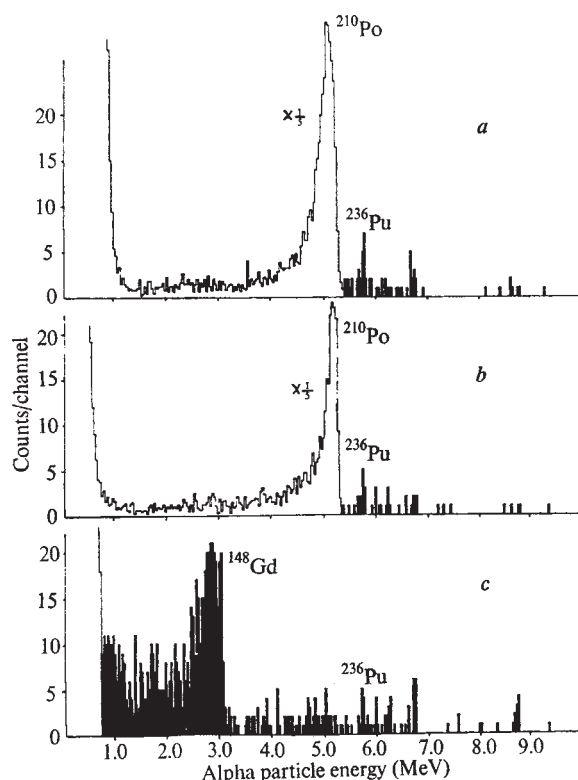 ²¹⁰Po
× 1/5
a
20
15
²³⁶Pu
10
5
0
²¹⁰Po
20
b
× 1/5
15
²³⁶Pu
10
5
0
Counts/channel
20
¹⁴⁸Gd
c
15
10
²³⁶Pu
5
0
1.0 2.0 3.0 4.0 5.0 6.0 7.0 8.0 9.0
Alpha particle energy (MeV)